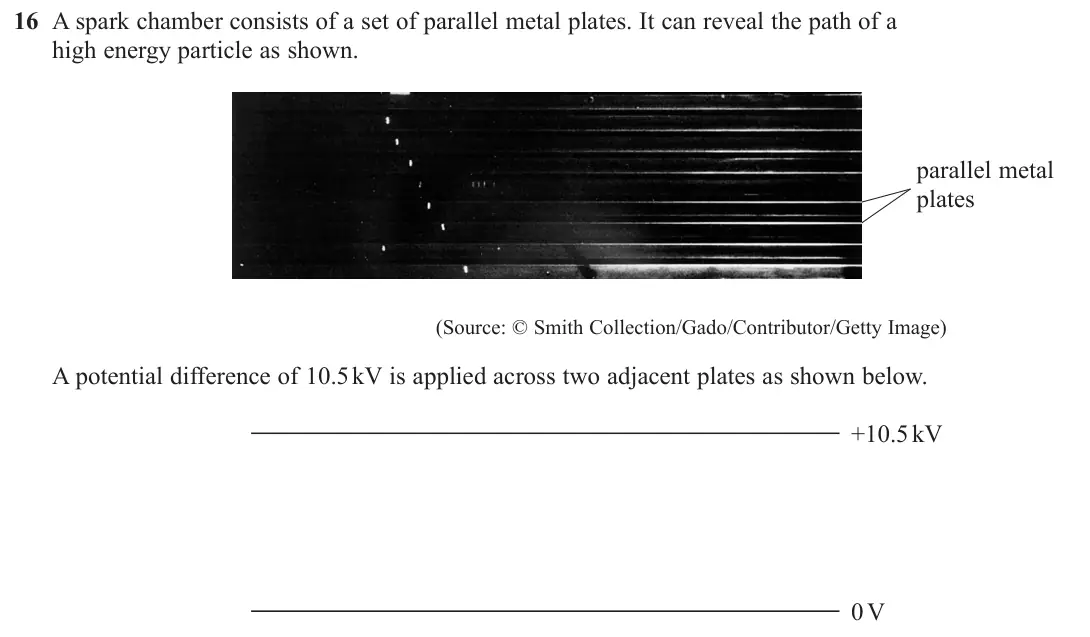 16 A spark chamber consists of a set of parallel metal plates. It can reveal the path of a
high energy particle as shown.
parallel metal
plates
(Source: © Smith Collection/Gado/Contributor/Getty Image)
A potential difference of 10.5 kV is applied across two adjacent plates as shown below.
+10.5 kV
0 V